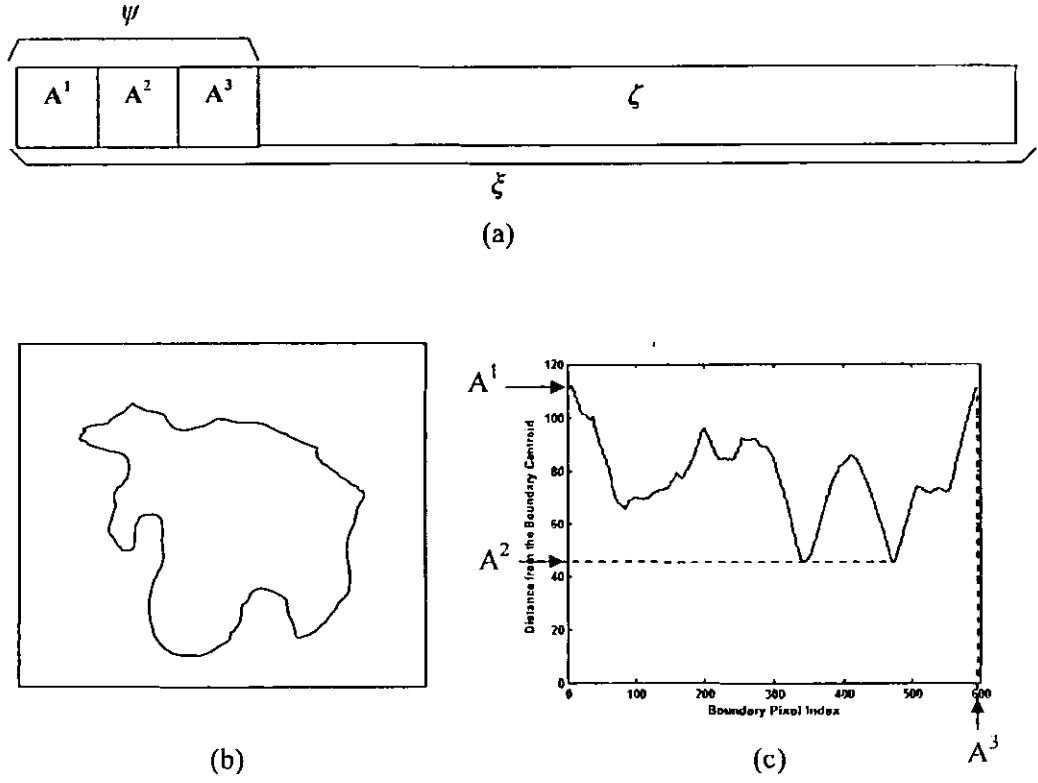 ψ
A¹ A² A³ ζ
ξ
(a)
A¹
A²
Distance from the Boundary Centroid
120
100
80
60
40
20
0
0 100 200 300 400 500 600
Boundary Pixel Index
A³
(b) (c)